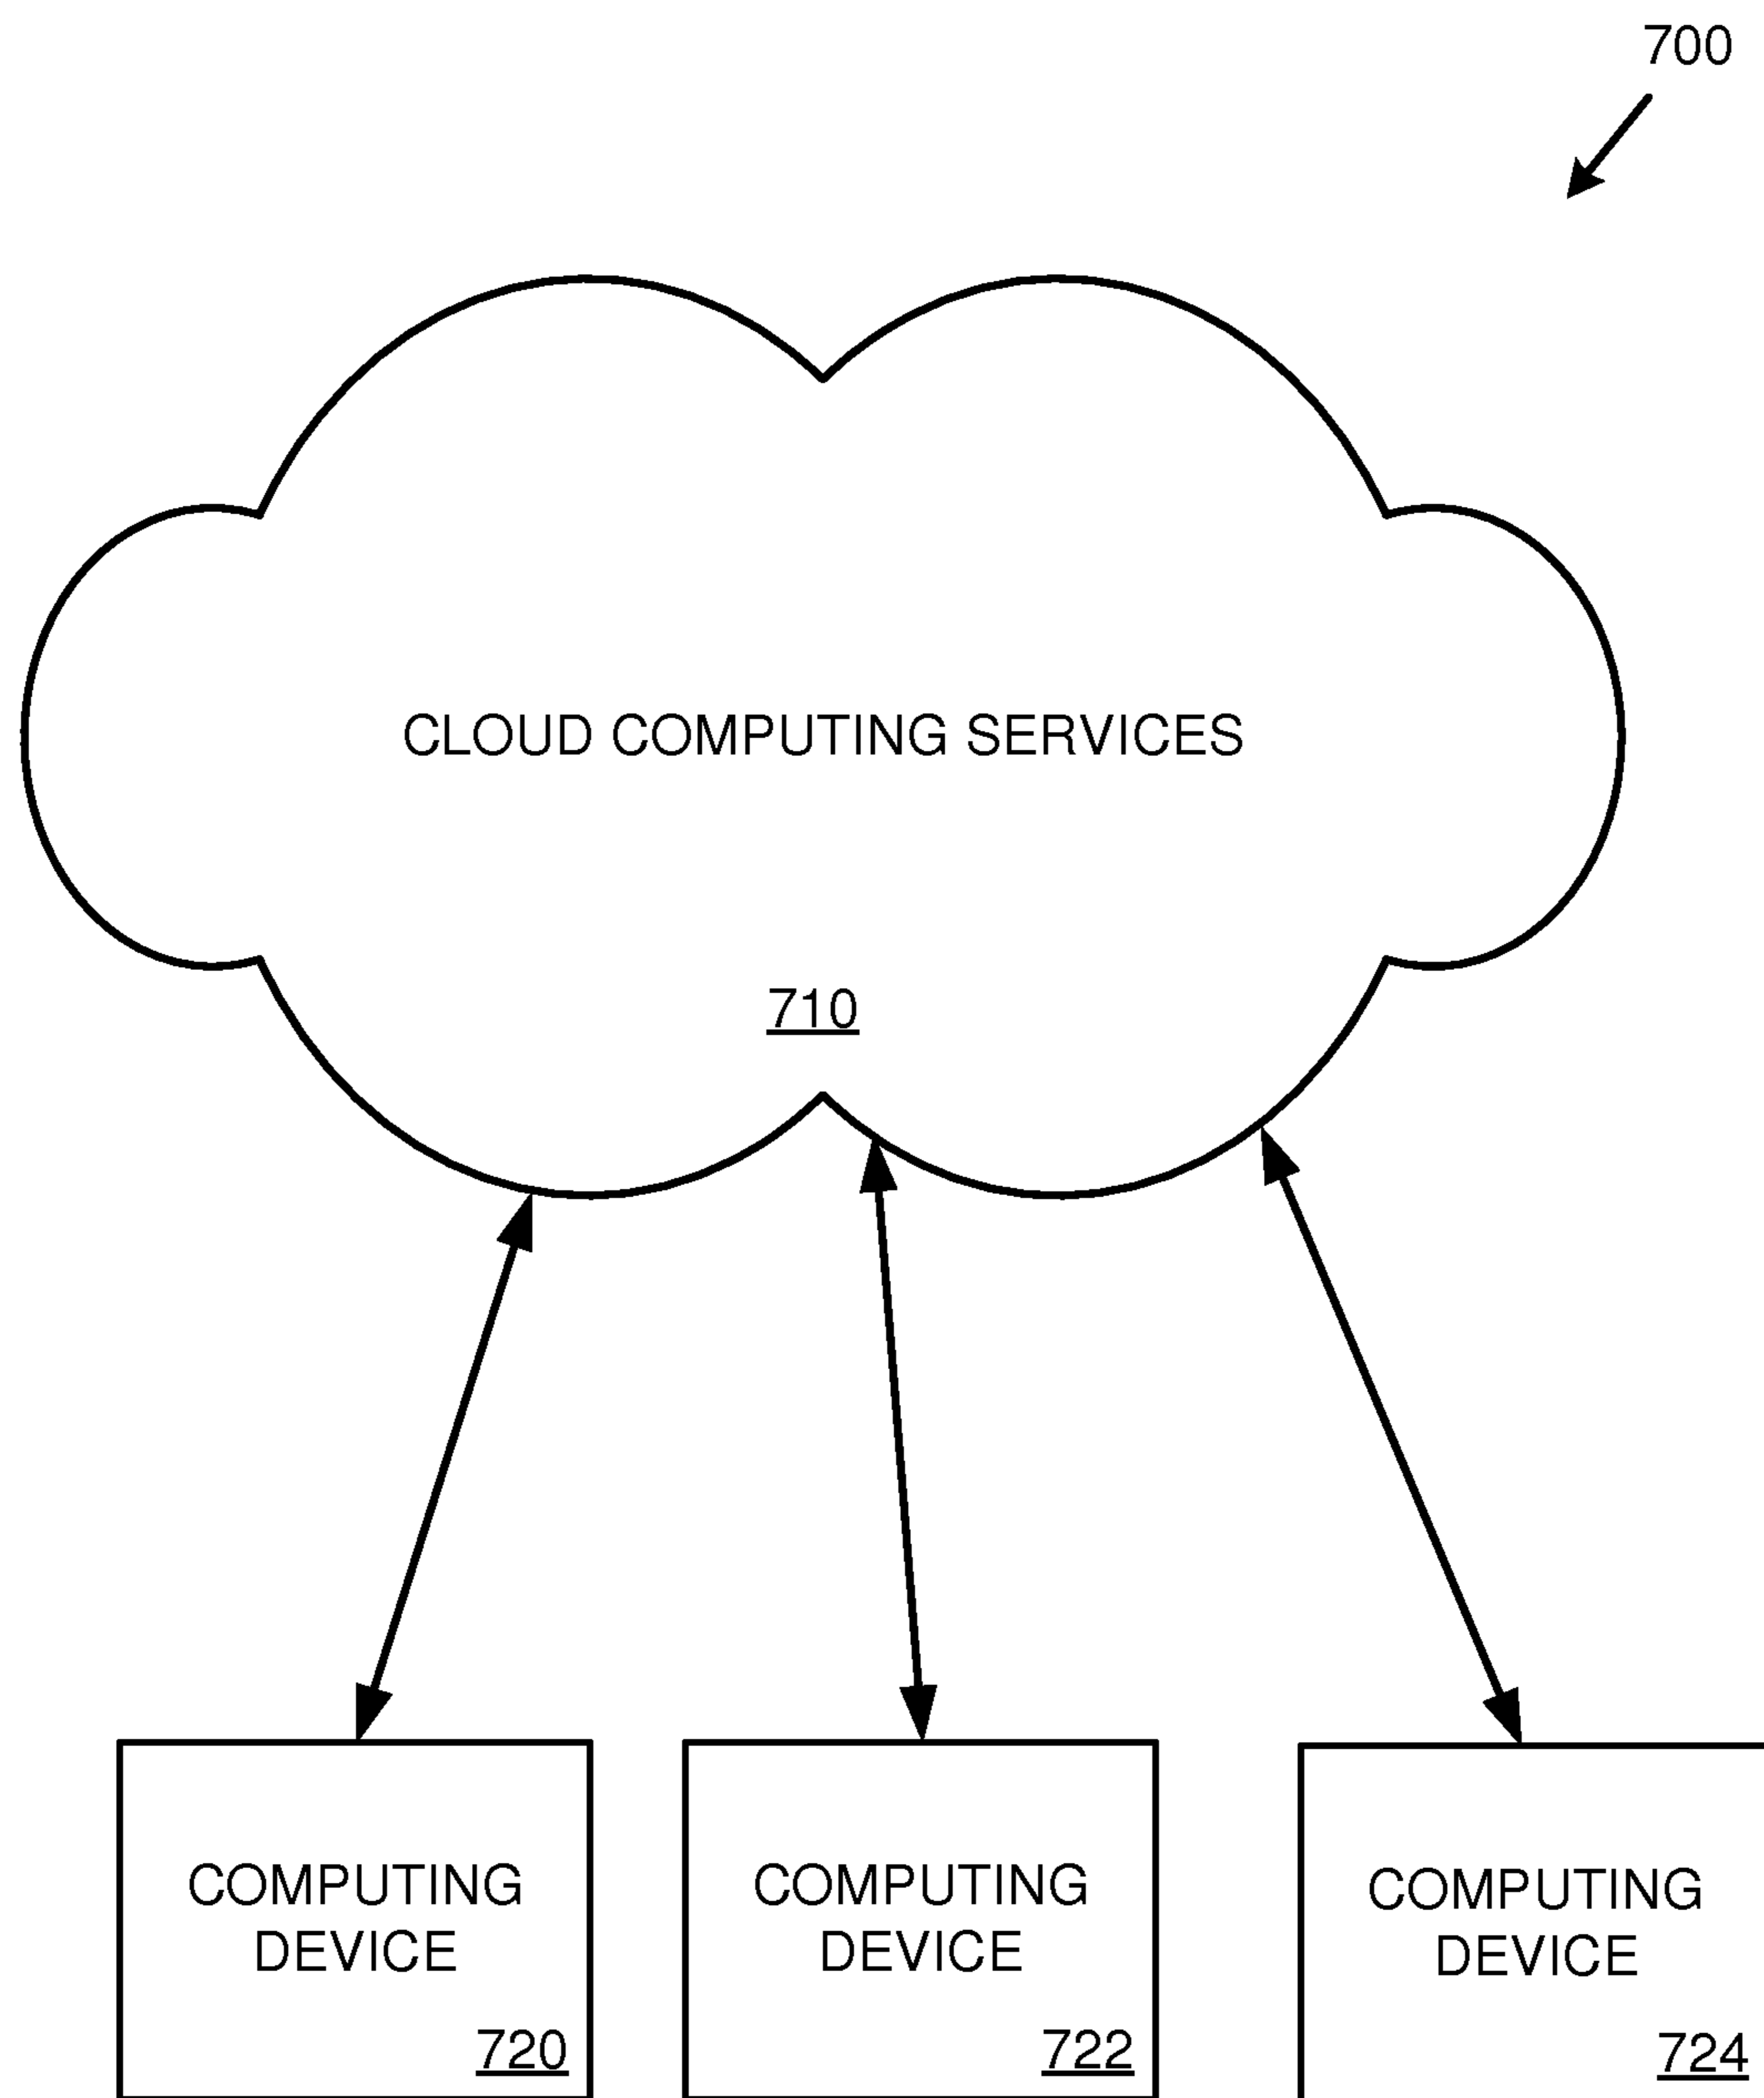 700
CLOUD COMPUTING SERVICES
710
COMPUTING
DEVICE
720
COMPUTING
DEVICE
722
COMPUTING
DEVICE
724